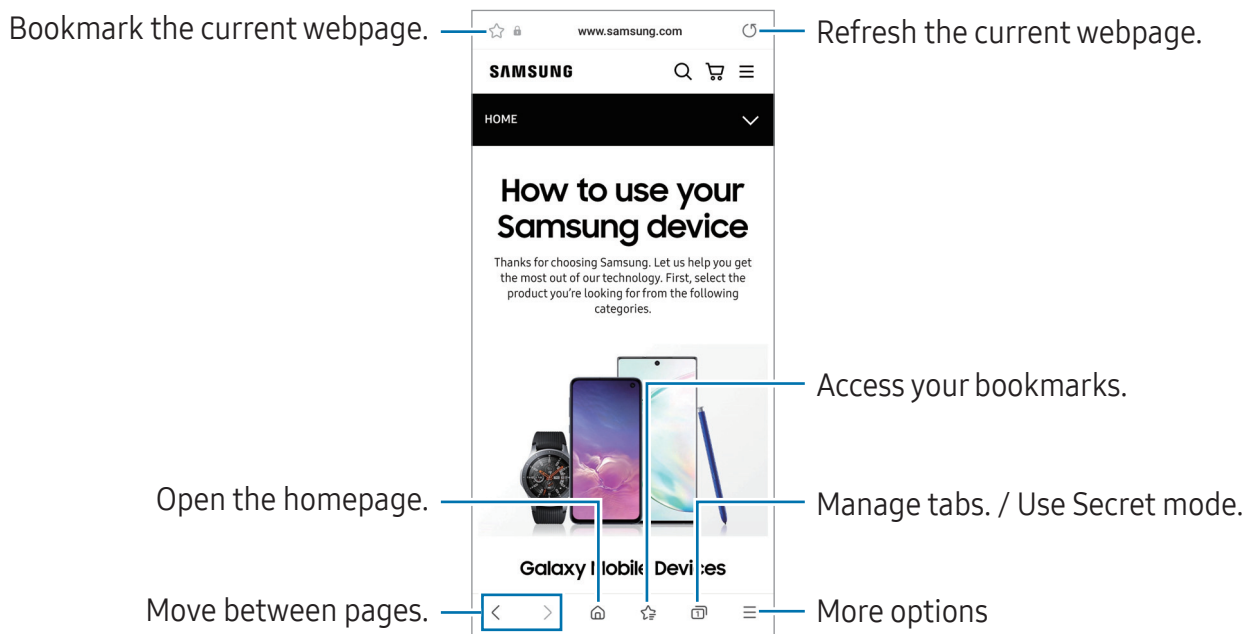 Bookmark the current webpage.
www.samsung.com
Refresh the current webpage.
SAMSUNG
HOME
How to use your
Samsung device
Thanks for choosing Samsung. Let us help you get
the most out of our technology. First, select the
product you're looking for from the following
categories.
Access your bookmarks.
Open the homepage.
Manage tabs. / Use Secret mode.
Galaxy Mobile Devices
Move between pages.
1
More options